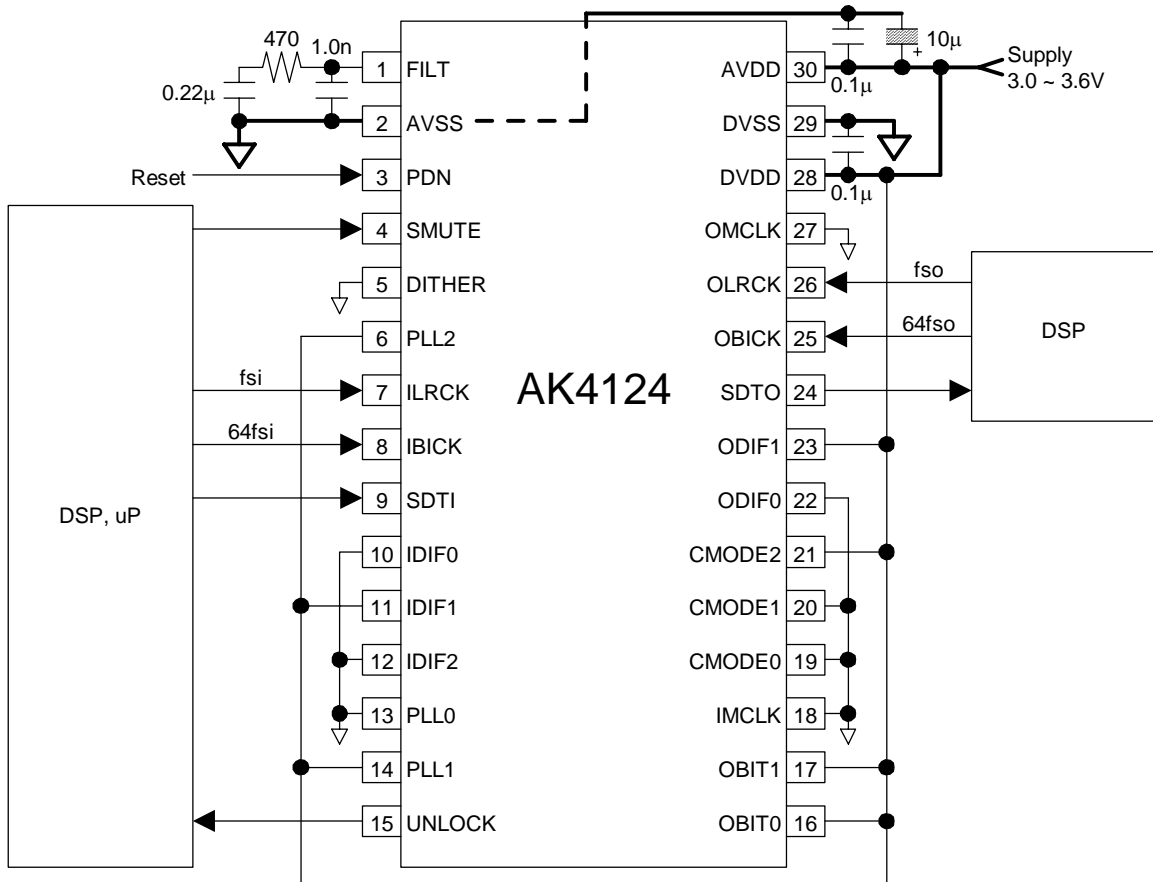 470
1.0n
0.22µ
10µ
+
Supply
3.0 ~ 3.6V
0.1µ
0.1µ
Reset
1 FILT
2 AVSS
3 PDN
4 SMUTE
5 DITHER
6 PLL2
7 ILRCK
8 IBICK
9 SDTI
10 IDIF0
11 IDIF1
12 IDIF2
13 PLL0
14 PLL1
15 UNLOCK
AK4124
AVDD 30
DVSS 29
DVDD 28
OMCLK 27
OLRCK 26
OBICK 25
SDTO 24
ODIF1 23
ODIF0 22
CMODE2 21
CMODE1 20
CMODE0 19
IMCLK 18
OBIT1 17
OBIT0 16
fsi
64fsi
DSP, uP
fso
64fso
DSP